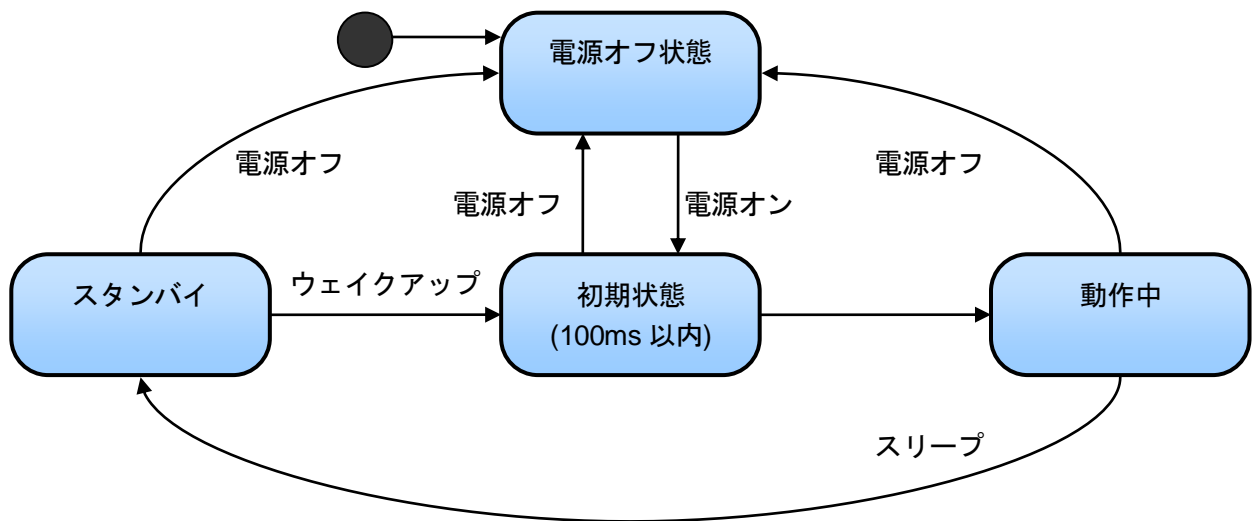 電源オフ状態
電源オフ
電源オフ
電源オフ
電源オン
スタンバイ
ウェイクアップ
初期状態
(100ms 以内)
動作中
スリープ